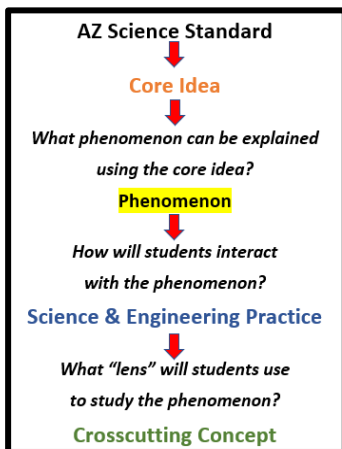 AZ Science Standard
Core Idea
What phenomenon can be explained
using the core idea?
Phenomenon
How will students interact
with the phenomenon?
Science & Engineering Practice
What “lens” will students use
to study the phenomenon?
Crosscutting Concept